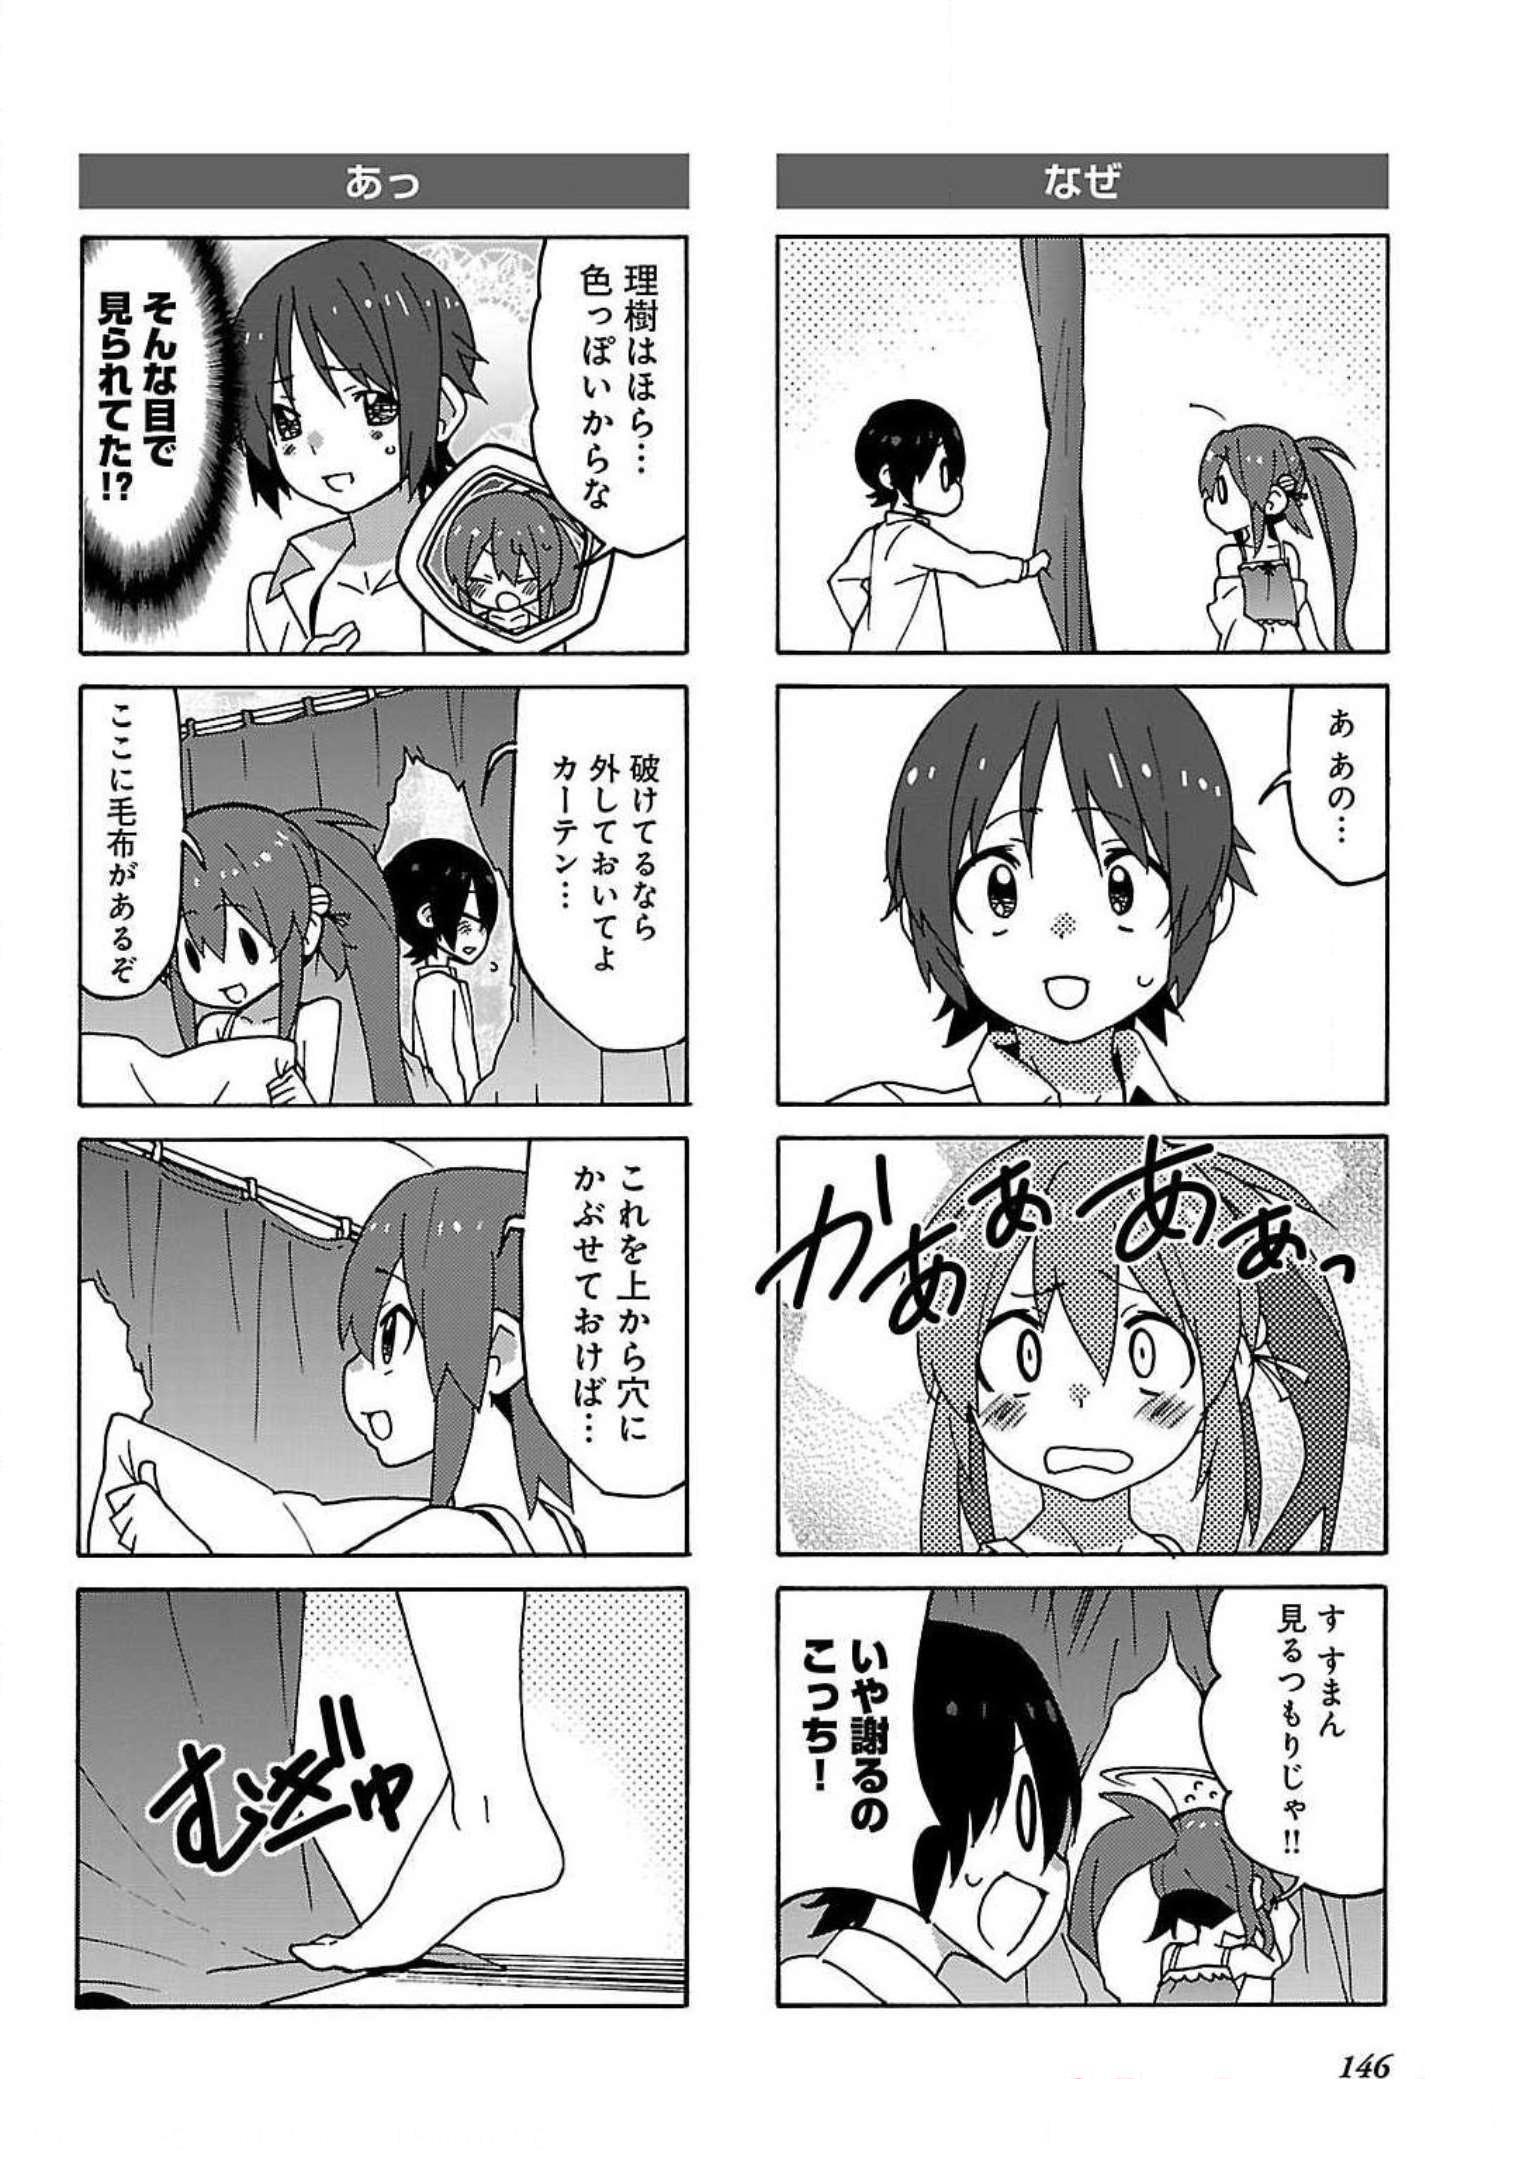 なぜ
あ あの…
かぁぁぁぁぁっ
す すまん
見るつもりじゃ!!
いや謝るの
こっち！
あっ
理樹はほら…
色っぽいからな
そんな目で
見られてた!?
破けてるなら
外しておいてよ
カーテン…
ここに毛布があるぞ
これを上から穴に
かぶせておけば…
むぎゅ
146